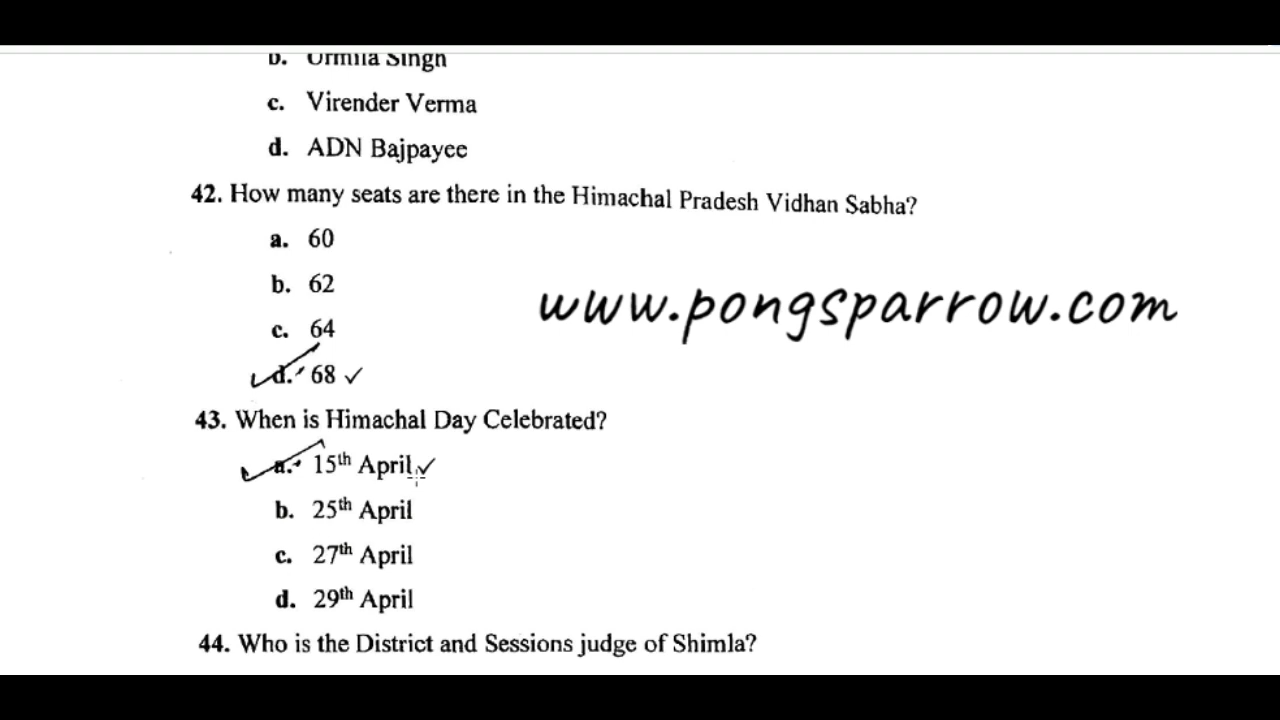 b. Urmila Singh
c. Virender Verma
d. ADN Bajpayee
42. How many seats are there in the Himachal Pradesh Vidhan Sabha?
a. 60
b. 62
www.pongsparrow.com
c. 64
d. 68 ✓
43. When is Himachal Day Celebrated?
a. 15th April ✓
b. 25th April
c. 27th April
d. 29th April
44. Who is the District and Sessions judge of Shimla?